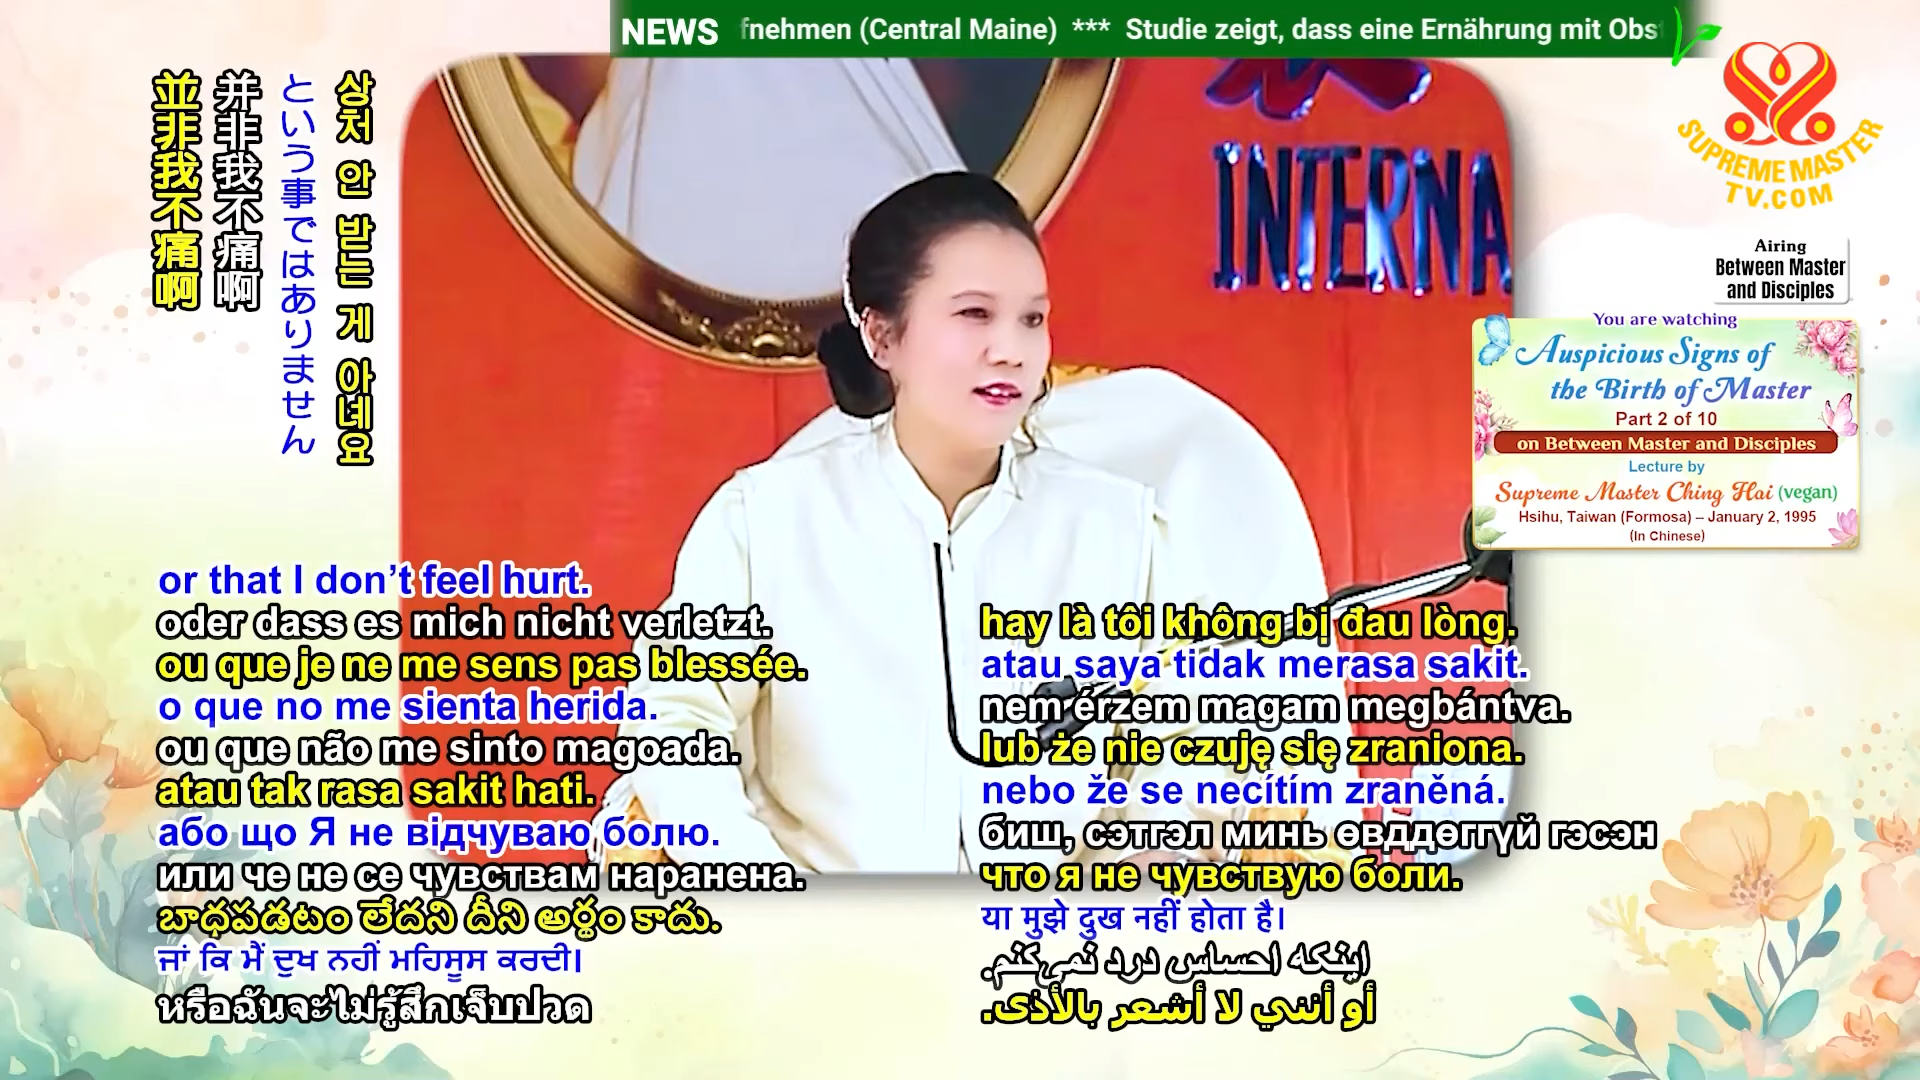 NEWS fnehmen (Central Maine) *** Studie zeigt, dass eine Ernährung mit Obs
SUPREME MASTER
TV.COM
INTERNA
Airing
Between Master
and Disciples
You are watching
Auspicious Signs of
the Birth of Master
Part 2 of 10
on Between Master and Disciples
Lecture by
Supreme Master Ching Hai (vegan)
Hsihu, Taiwan (Formosa) – January 2, 1995
(In Chinese)
상처 안 받는 게 아녜요
という事ではありません
并非我不痛啊
並非我不痛啊
or that I don’t feel hurt.
oder dass es mich nicht verletzt.
ou que je ne me sens pas blessée.
o que no me sienta herida.
ou que não me sinto magoada.
atau tak rasa sakit hati.
або що Я не відчуваю болю.
или че не се чувствам наранена.
బాధపడటం లేదని దీని అర్థం కాదు.
ਜਾਂ ਕਿ ਮੈਂ ਦੁਖ ਨਹੀਂ ਮਹਿਸੂਸ ਕਰਦੀ।
หรือฉันจะไม่รู้สึกเจ็บปวด
hay là tôi không bị đau lòng.
atau saya tidak merasa sakit.
nem érzem magam megbántva.
lub że nie czuję się zraniona.
nebo že se necítím zraněná.
биш, сэтгэл минь өвддөггүй гэсэн
что я не чувствую боли.
या मुझे दुख नहीं होता है।
اینکه احساس درد نمی‌کنم.
أو أنني لا أشعر بالأذى.